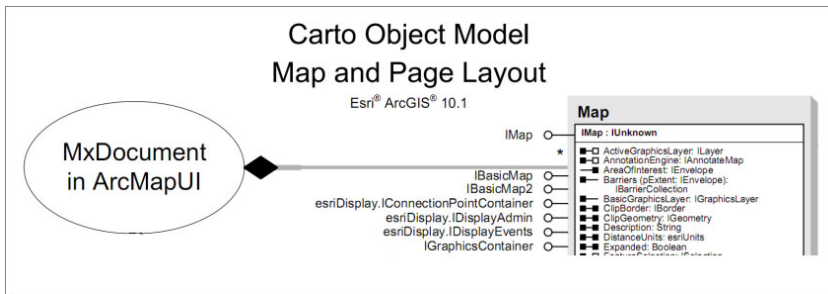 Carto Object Model
Map and Page Layout
Esri® ArcGIS® 10.1
MxDocument
in ArcMapUI
*
IMap
IBasicMap
IBasicMap2
esriDisplay.IConnectionPointContainer
esriDisplay.IDisplayAdmin
esriDisplay.IDisplayEvents
IGraphicsContainer
Map
IMap : IUnknown
ActiveGraphicsLayer: ILayer
AnnotationEngine: IAnnotateMap
AreaOfInterest: IEnvelope
Barriers (pExtent: IEnvelope):
IBarrierCollection
BasicGraphicsLayer: IGraphicsLayer
ClipBorder: IBorder
ClipGeometry: IGeometry
Description: String
DistanceUnits: esriUnits
Expanded: Boolean